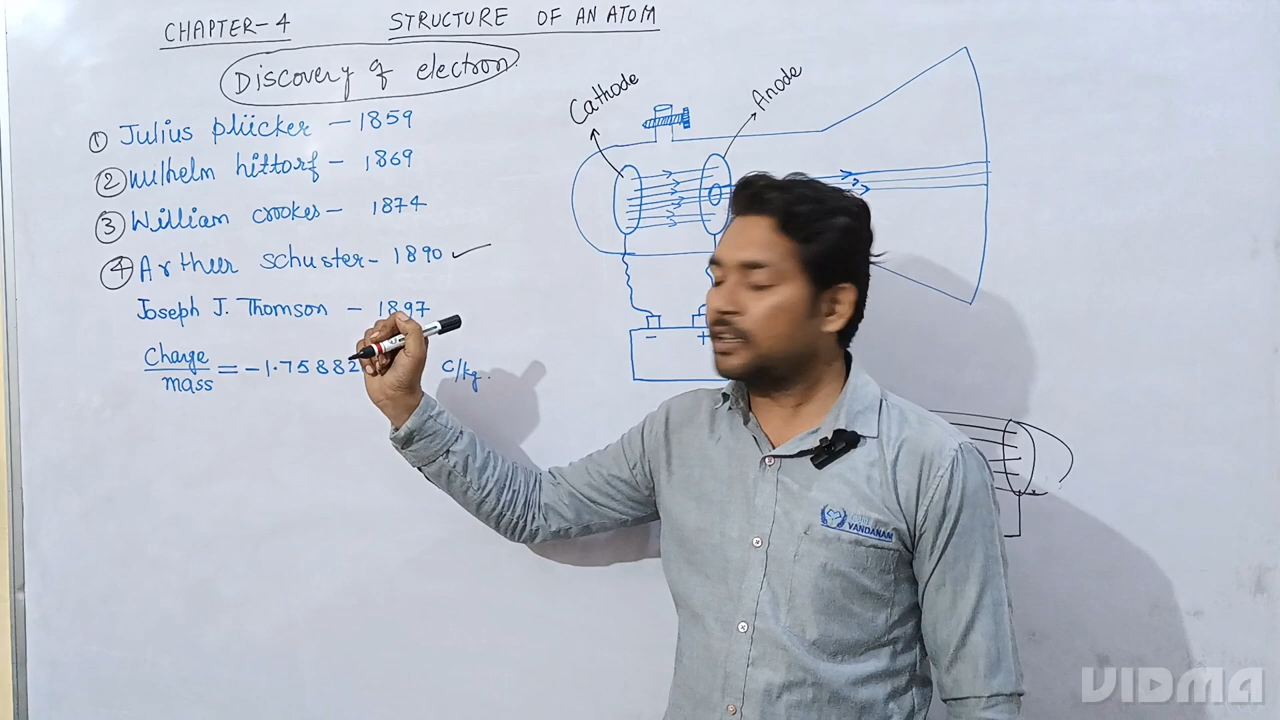 CHAPTER-4 STRUCTURE OF AN ATOM
Discovery of electron
① Julius plücker - 1859
② Wilhelm hittorf - 1869
③ William crookes - 1874
④ Arthur schuster - 1890 ✓
Joseph J. Thomson - 1897
Charge/mass = -1.75882 C/kg.
Cathode
Anode
- +
VANDANAM
VIDMA